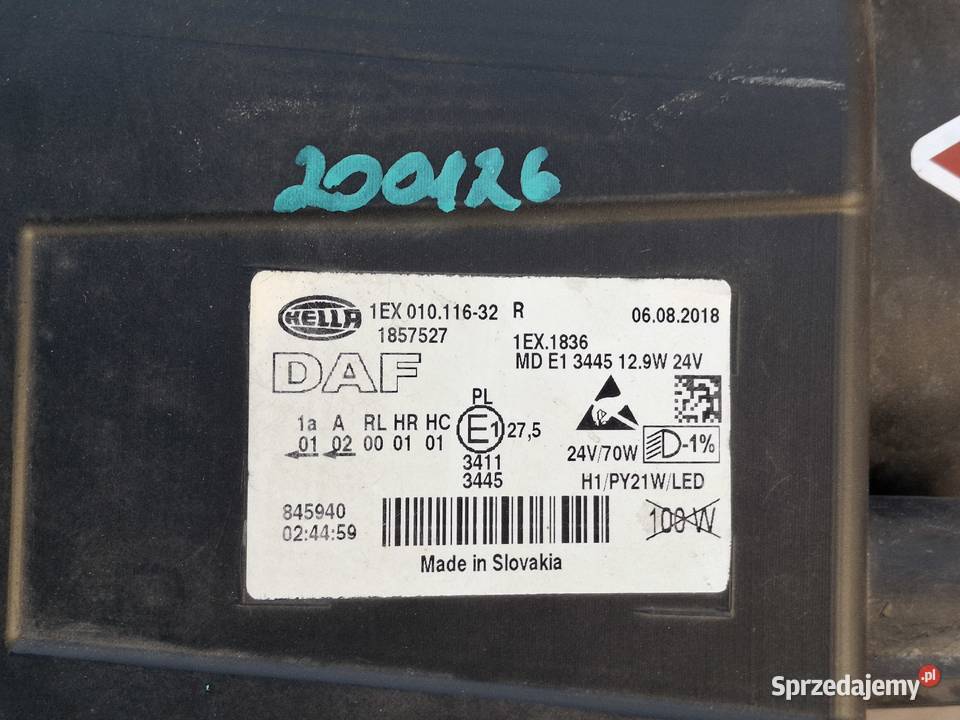 200126
HELLA 1EX 010.116-32 R 06.08.2018
1857527 1EX.1836
DAF MD E1 3445 12.9W 24V
PL
1a A RL HR HC E1 27,5
01 02 00 01 01
24V/70W -1%
3411
3445 H1/PY21W/LED
845940 100 W
02:44:59
Made in Slovakia
Sprzedajemy.pl